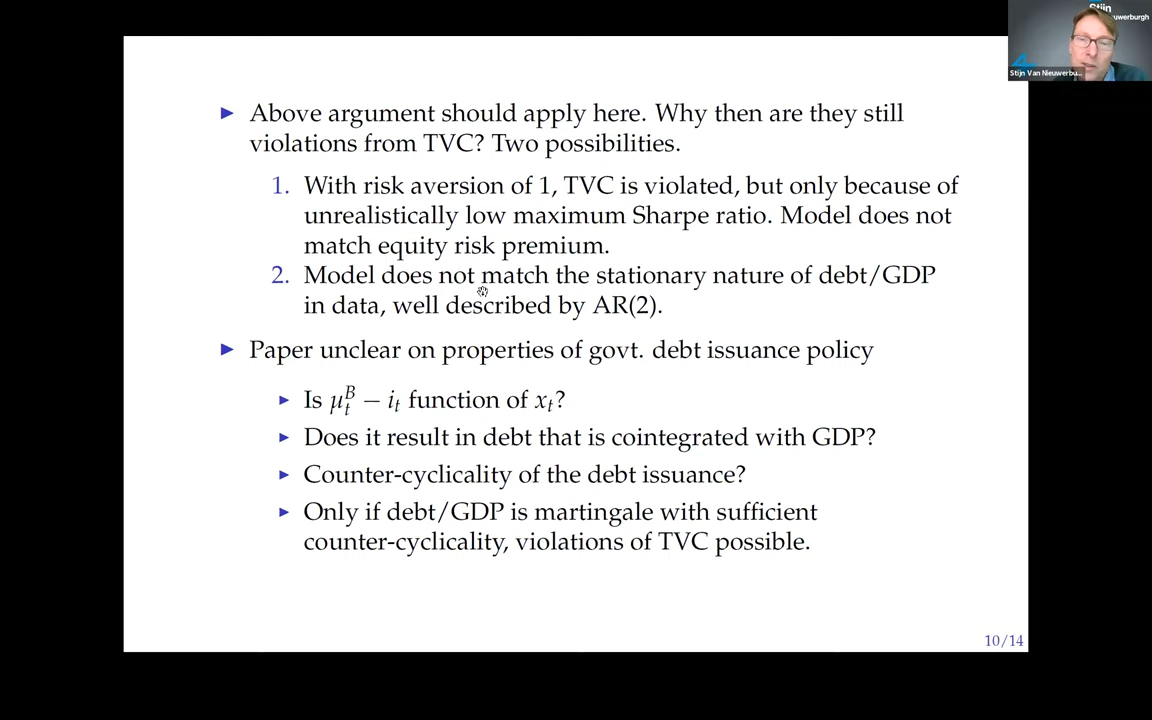 Stijn
uwerburgh
Stijn Van Nieuwerbu...
▶ Above argument should apply here. Why then are they still
violations from TVC? Two possibilities.
1. With risk aversion of 1, TVC is violated, but only because of
unrealistically low maximum Sharpe ratio. Model does not
match equity risk premium.
2. Model does not match the stationary nature of debt/GDP
in data, well described by AR(2).
▶ Paper unclear on properties of govt. debt issuance policy
▶ Is μ_t^B − i_t function of x_t?
▶ Does it result in debt that is cointegrated with GDP?
▶ Counter-cyclicality of the debt issuance?
▶ Only if debt/GDP is martingale with sufficient
counter-cyclicality, violations of TVC possible.
10/14